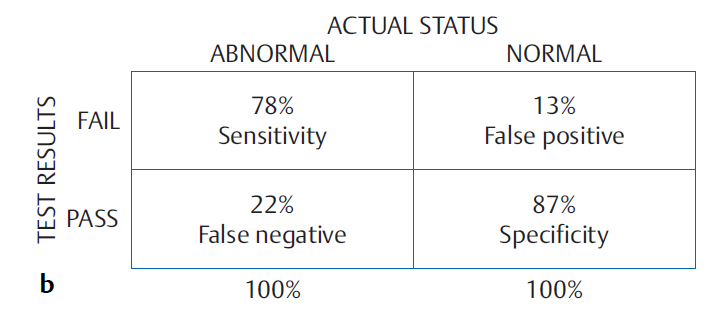 ACTUAL STATUS
ABNORMAL NORMAL
TEST RESULTS
FAIL
78% 13%
Sensitivity False positive
PASS
22% 87%
False negative Specificity
b
100% 100%